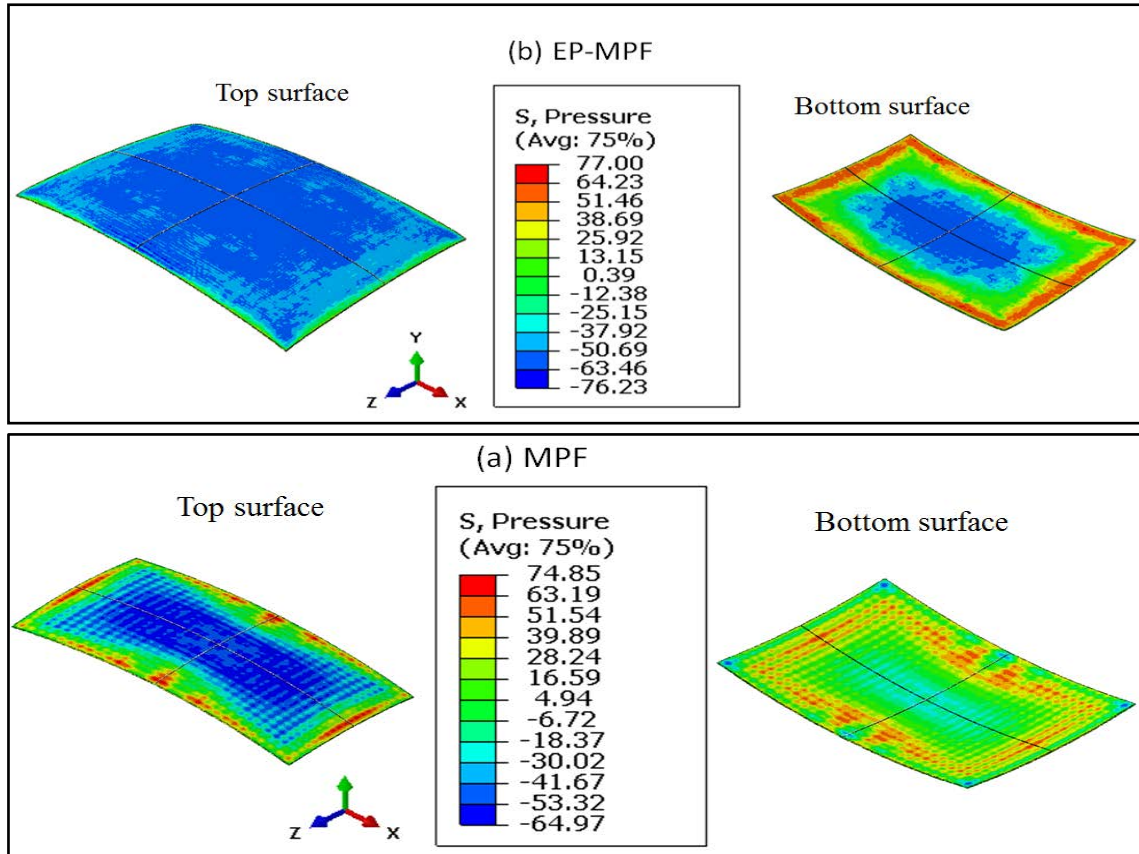 (b) EP-MPF
Top surface
Bottom surface
S, Pressure
(Avg: 75%)
77.00
64.23
51.46
38.69
25.92
13.15
0.39
-12.38
-25.15
-37.92
-50.69
-63.46
-76.23
Y
Z
X
(a) MPF
Top surface
Bottom surface
S, Pressure
(Avg: 75%)
74.85
63.19
51.54
39.89
28.24
16.59
4.94
-6.72
-18.37
-30.02
-41.67
-53.32
-64.97
Z
X